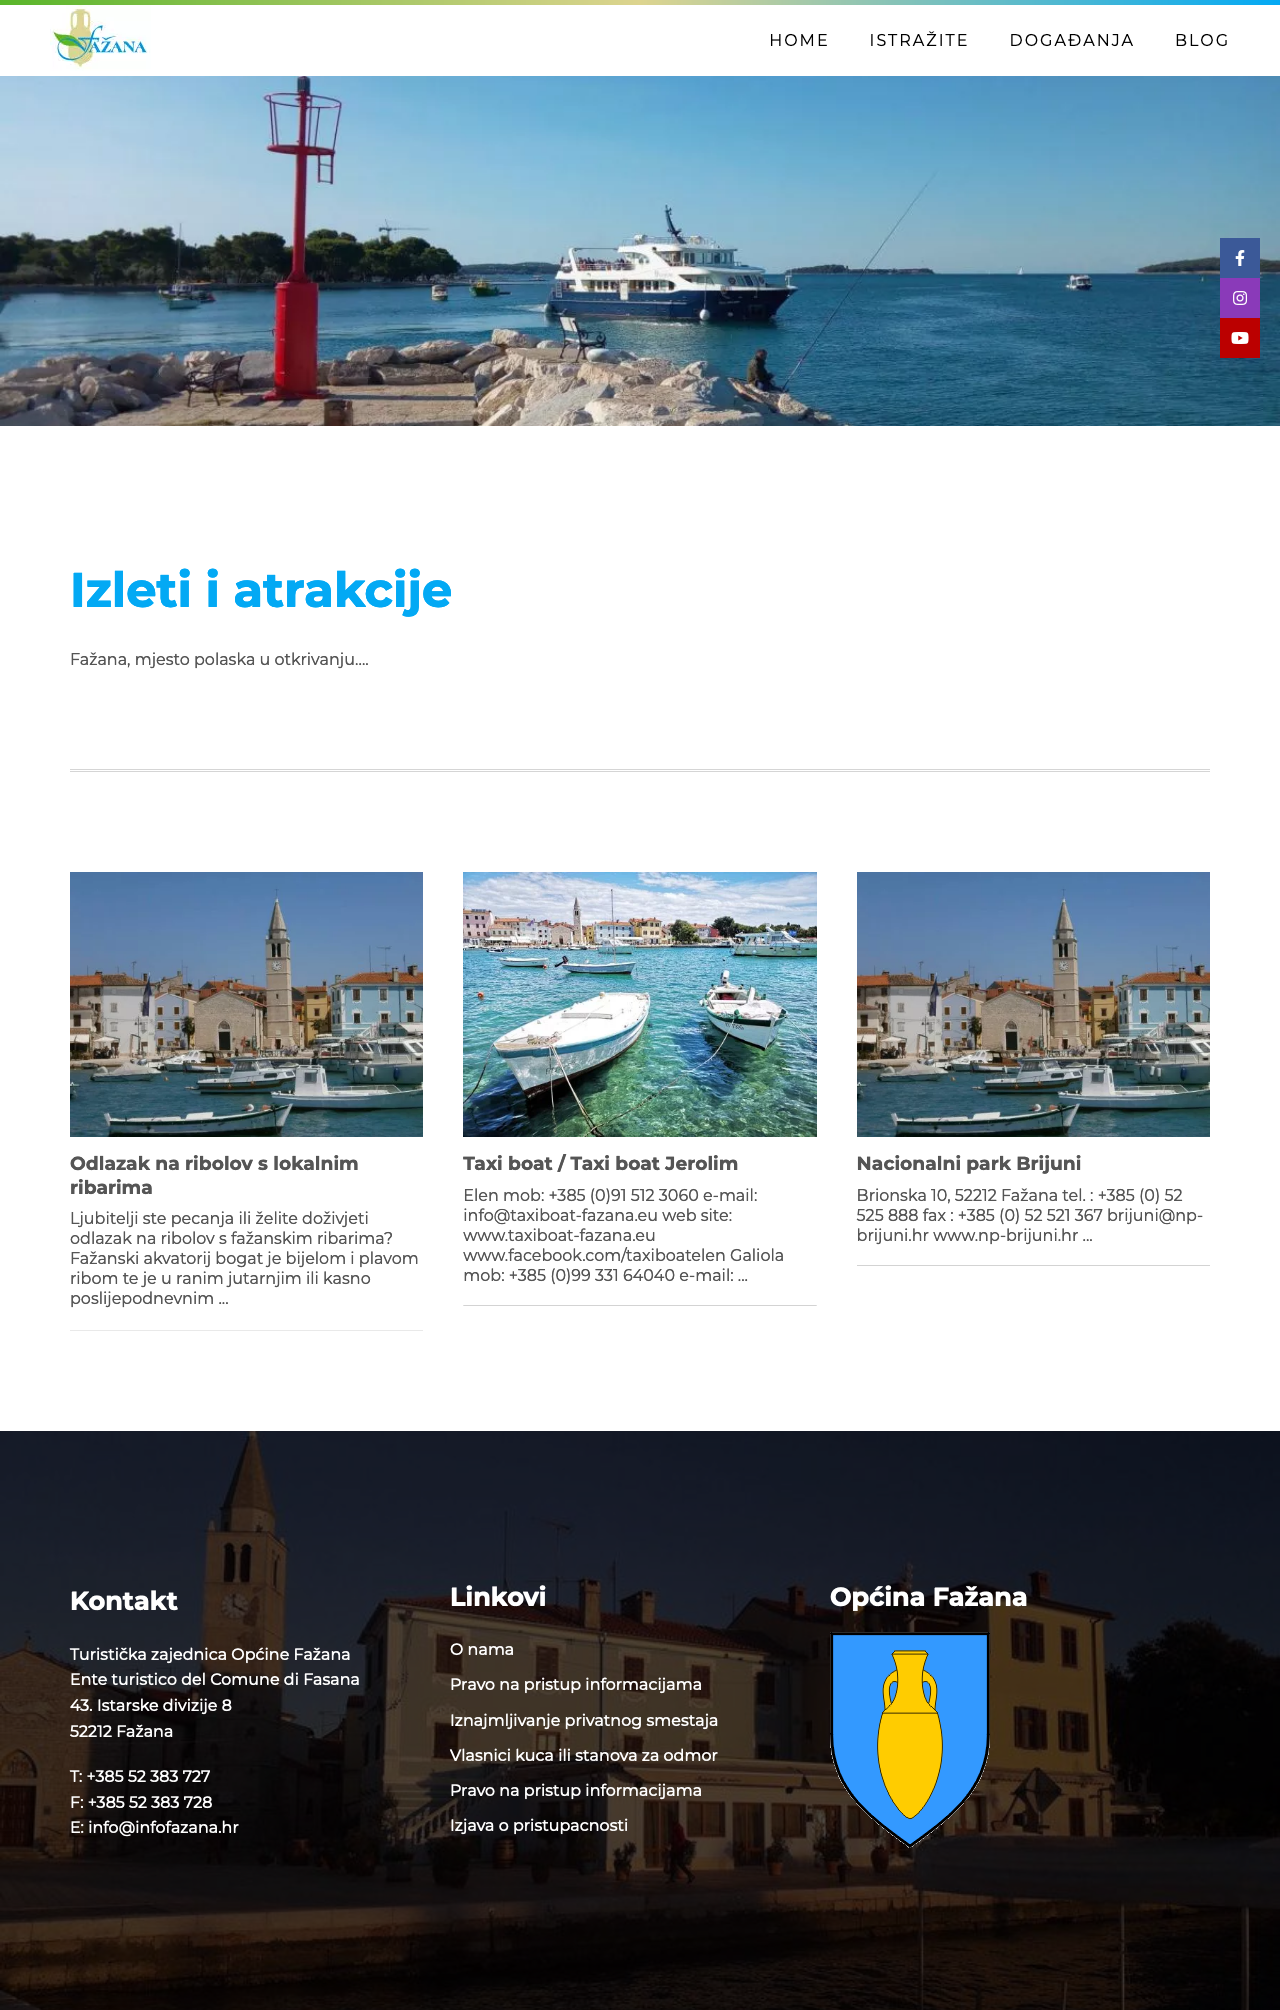 FAŽANA
HOME
ISTRAŽITE
DOGAĐANJA
BLOG
Izleti i atrakcije
Fažana, mjesto polaska u otkrivanju....
Odlazak na ribolov s lokalnim
ribarima
Ljubitelji ste pecanja ili želite doživjeti
odlazak na ribolov s fažanskim ribarima?
Fažanski akvatorij bogat je bijelom i plavom
ribom te je u ranim jutarnjim ili kasno
poslijepodnevnim ...
Taxi boat / Taxi boat Jerolim
Elen mob: +385 (0)91 512 3060 e-mail:
info@taxiboat-fazana.eu web site:
www.taxiboat-fazana.eu
www.facebook.com/taxiboatelen Galiola
mob: +385 (0)99 331 64040 e-mail: ...
Nacionalni park Brijuni
Brionska 10, 52212 Fažana tel. : +385 (0) 52
525 888 fax : +385 (0) 52 521 367 brijuni@np-
brijuni.hr www.np-brijuni.hr ...
Kontakt
Turistička zajednica Općine Fažana
Ente turistico del Comune di Fasana
43. Istarske divizije 8
52212 Fažana
T: +385 52 383 727
F: +385 52 383 728
E: info@infofazana.hr
Linkovi
O nama
Pravo na pristup informacijama
Iznajmljivanje privatnog smestaja
Vlasnici kuca ili stanova za odmor
Pravo na pristup informacijama
Izjava o pristupacnosti
Općina Fažana